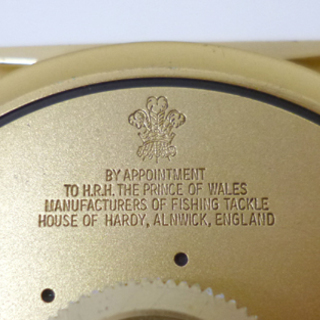 BY APPOINTMENT
TO H.R.H. THE PRINCE OF WALES
MANUFACTURERS OF FISHING TACKLE
HOUSE OF HARDY, ALNWICK, ENGLAND